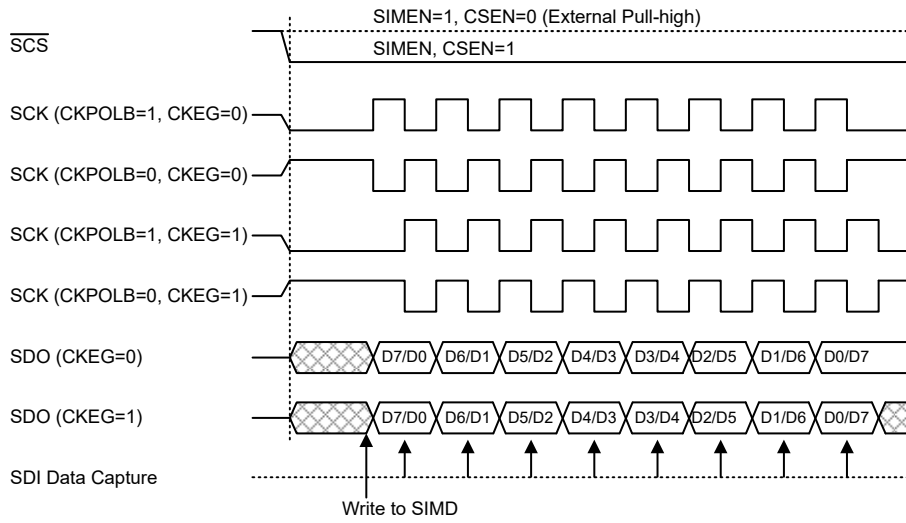 SIMEN=1, CSEN=0 (External Pull-high)
SCS
SIMEN, CSEN=1
SCK (CKPOLB=1, CKEG=0)
SCK (CKPOLB=0, CKEG=0)
SCK (CKPOLB=1, CKEG=1)
SCK (CKPOLB=0, CKEG=1)
SDO (CKEG=0) D7/D0 D6/D1 D5/D2 D4/D3 D3/D4 D2/D5 D1/D6 D0/D7
SDO (CKEG=1) D7/D0 D6/D1 D5/D2 D4/D3 D3/D4 D2/D5 D1/D6 D0/D7
SDI Data Capture
Write to SIMD